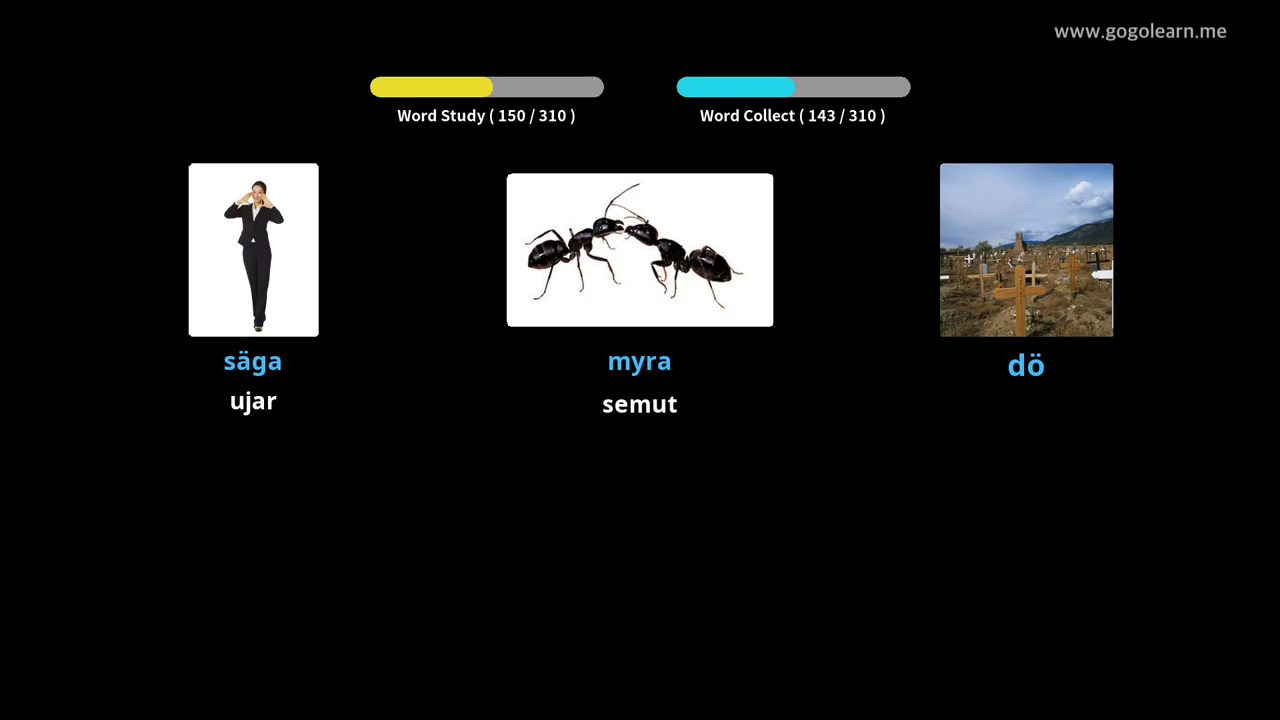 www.gogolearn.me
Word Study ( 150 / 310 )
Word Collect ( 143 / 310 )
säga
myra
dö
ujar
semut